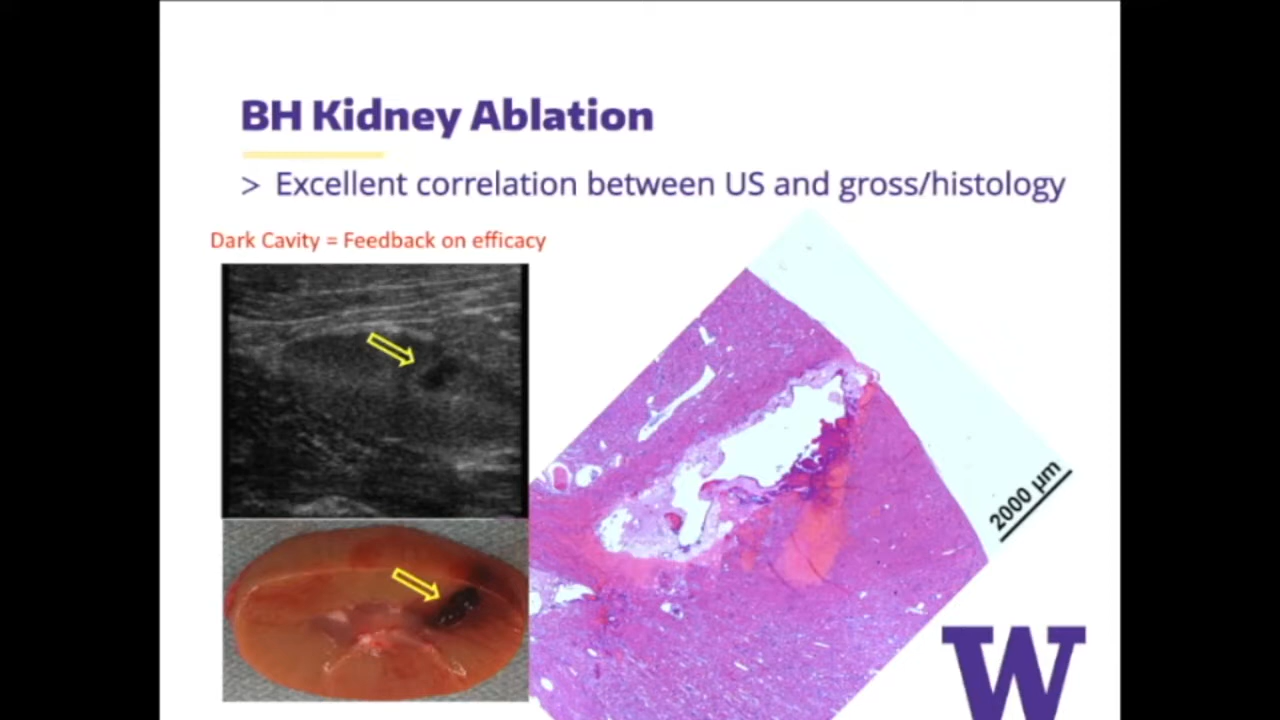 BH Kidney Ablation
> Excellent correlation between US and gross/histology
Dark Cavity = Feedback on efficacy
2000 µm
W